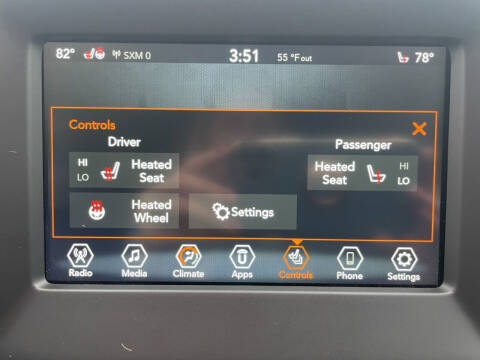 82° SXM 0 3:51 55 °F out 78°
Controls
Driver Passenger
HI LO Heated Seat
Heated Seat HI LO
Heated Wheel
Settings
Radio Media Climate Apps Controls Phone Settings